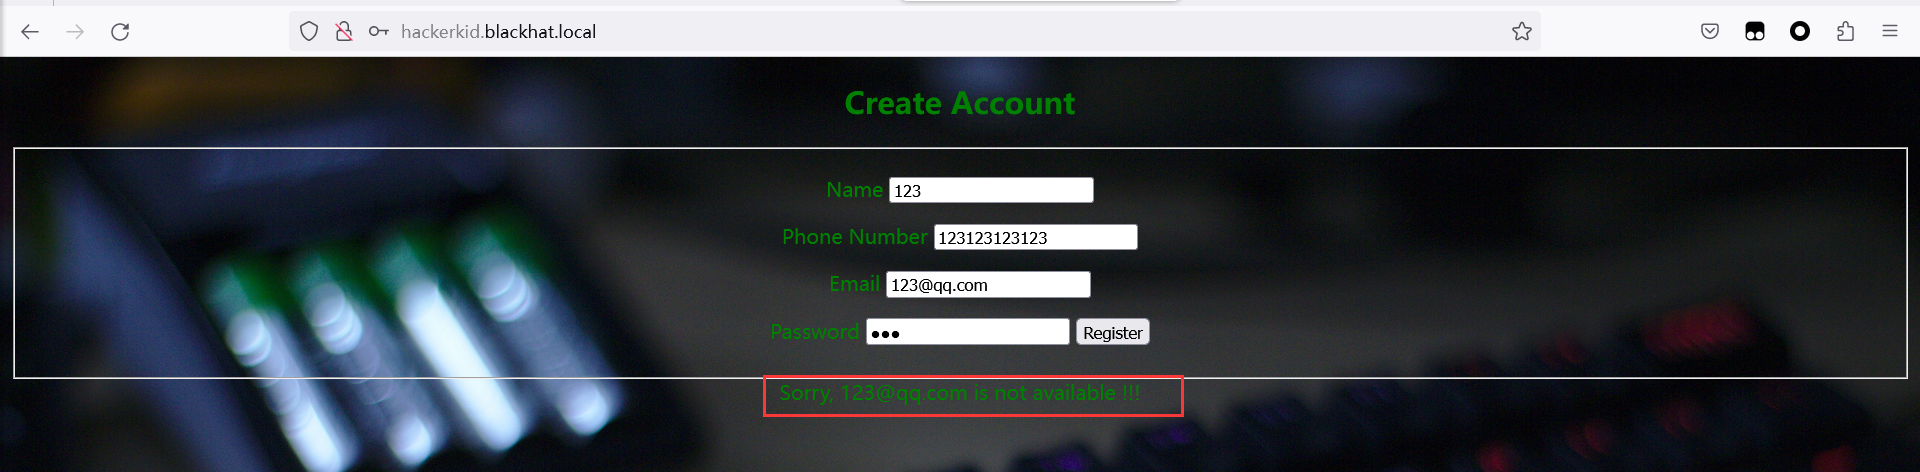 hackerkid.blackhat.local
Create Account
Name 123
Phone Number 123123123123
Email 123@qq.com
Password ●●● Register
Sorry, 123@qq.com is not available !!!